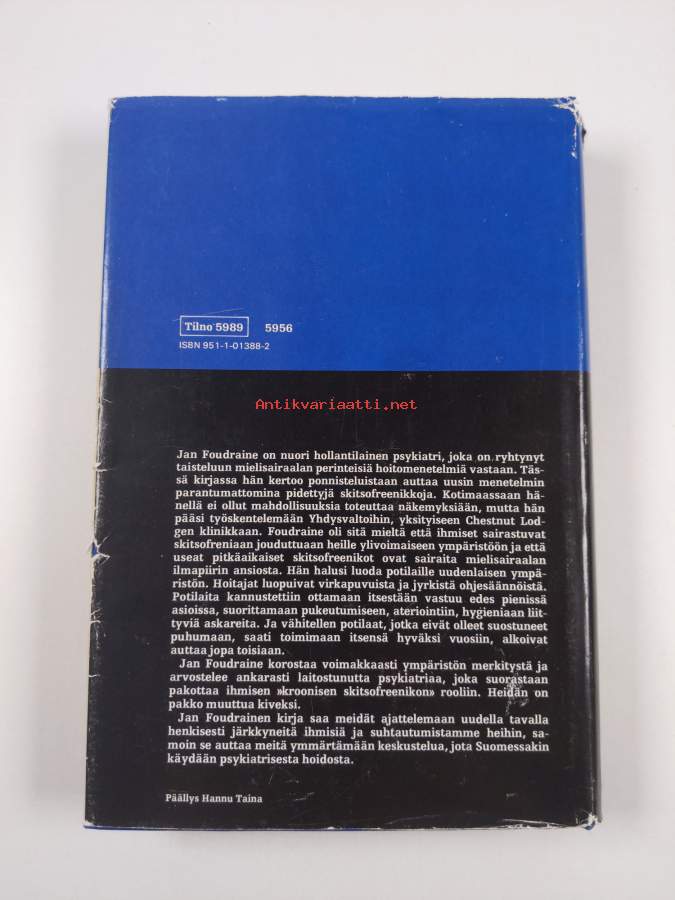 Tilno 5989 5956
ISBN 951-1-01388-2
Antikvariaatti.net
Jan Foudraine on nuori hollantilainen psykiatri, joka on ryhtynyt
taisteluun mielisairaalan perinteisiä hoitomenetelmiä vastaan. Täs-
sä kirjassa hän kertoo ponnisteluistaan auttaa uusin menetelmin
parantumattomina pidettyjä skitsofreenikkoja. Kotimaassaan hä-
nellä ei ollut mahdollisuuksia toteuttaa näkemyksiään, mutta hän
pääsi työskentelemään Yhdysvaltoihin, yksityiseen Chestnut Lod-
gen klinikkaan. Foudraine oli sitä mieltä että ihmiset sairastuvat
skitsofreniaan jouduttuaan heille ylivoimaiseen ympäristöön ja että
useat pitkäaikaiset skitsofreenikot ovat sairaita mielisairaalan
ilmapiirin ansiosta. Hän halusi luoda potilaille uudenlaisen ympä-
ristön. Hoitajat luopuivat virkapuvuista ja jyrkistä ohjesäännöistä.
Potilaita kannustettiin ottamaan itsestään vastuu edes pienissä
asioissa, suorittamaan pukeutumiseen, ateriointiin, hygieniaan liit-
tyviä askareita. Ja vähitellen potilaat, jotka eivät olleet suostuneet
puhumaan, saati toimimaan itsensä hyväksi vuosiin, alkoivat
auttaa jopa toisiaan.
Jan Foudraine korostaa voimakkaasti ympäristön merkitystä ja
arvostelee ankarasti laitostunutta psykiatriaa, joka suorastaan
pakottaa ihmisen »kroonisen skitsofreenikon» rooliin. Heidän on
pakko muuttua kiveksi.
Jan Foudrainen kirja saa meidät ajattelemaan uudella tavalla
henkisesti järkkyneitä ihmisiä ja suhtautumistamme heihin, sa-
moin se auttaa meitä ymmärtämään keskustelua, jota Suomessakin
käydään psykiatrisesta hoidosta.
Päällys Hannu Taina